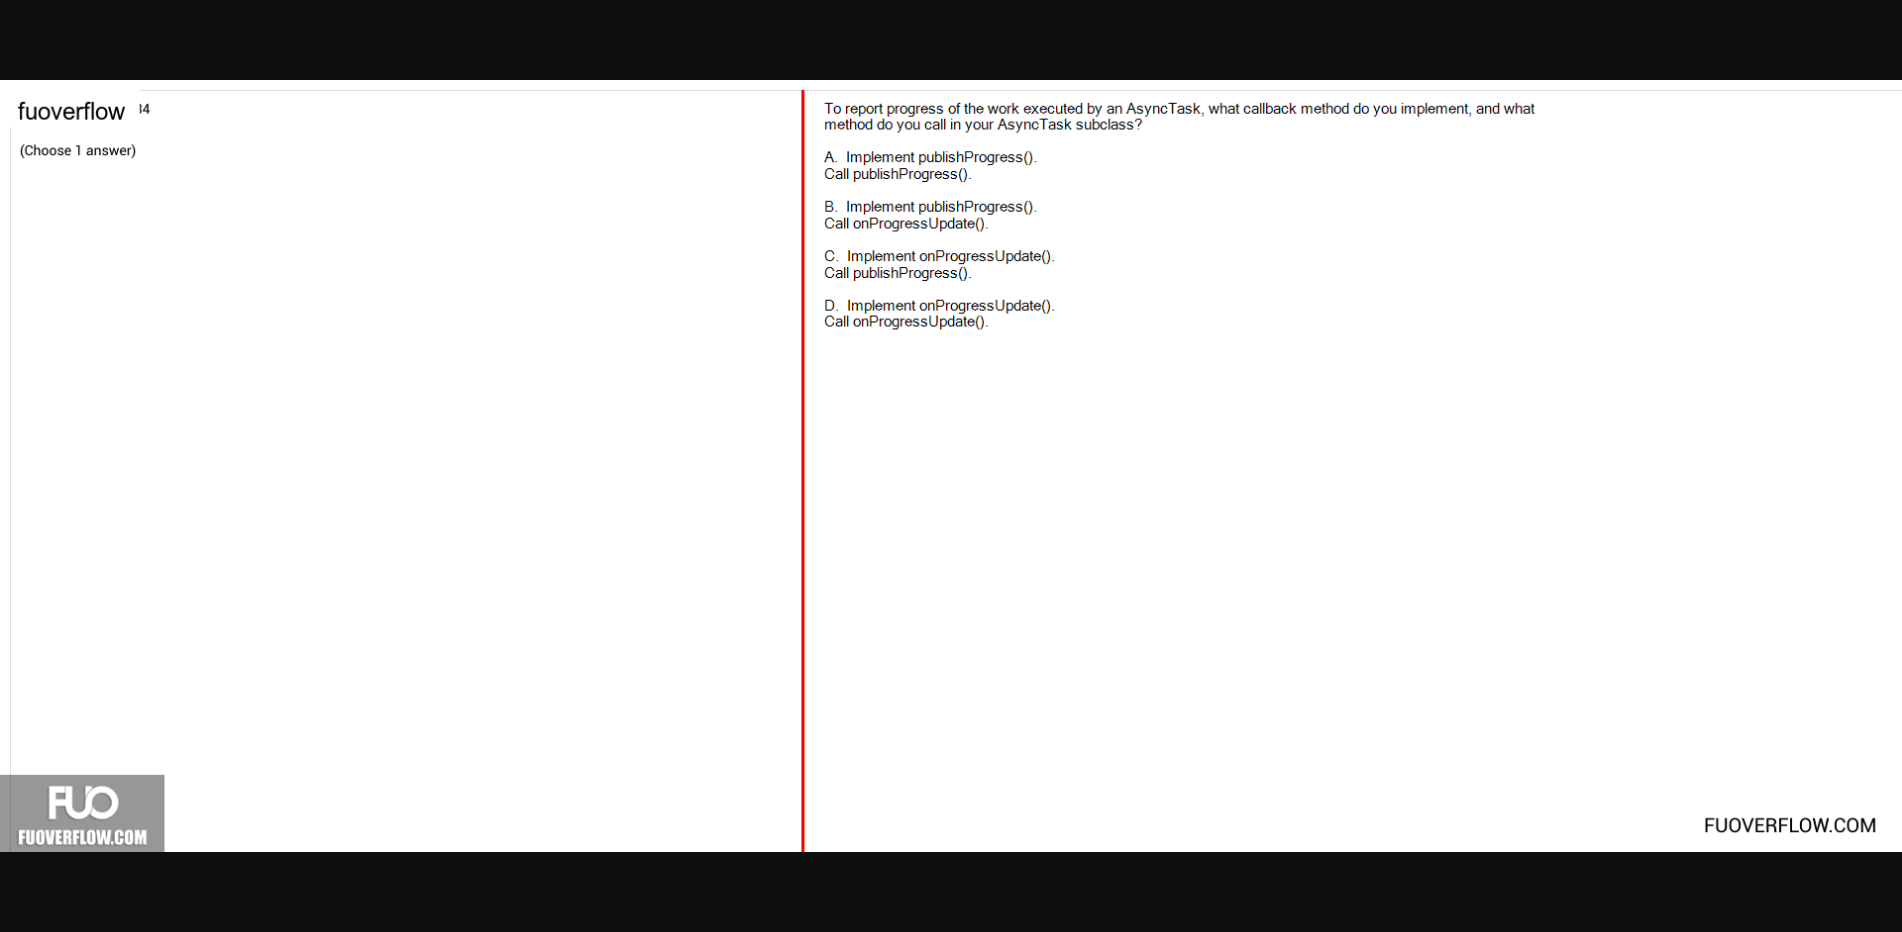 fuoverflow 34
(Choose 1 answer)
To report progress of the work executed by an AsyncTask, what callback method do you implement, and what
method do you call in your AsyncTask subclass?
A. Implement publishProgress().
Call publishProgress().
B. Implement publishProgress().
Call onProgressUpdate().
C. Implement onProgressUpdate().
Call publishProgress().
D. Implement onProgressUpdate().
Call onProgressUpdate().
FUO
FUOVERFLOW.COM
FUOVERFLOW.COM